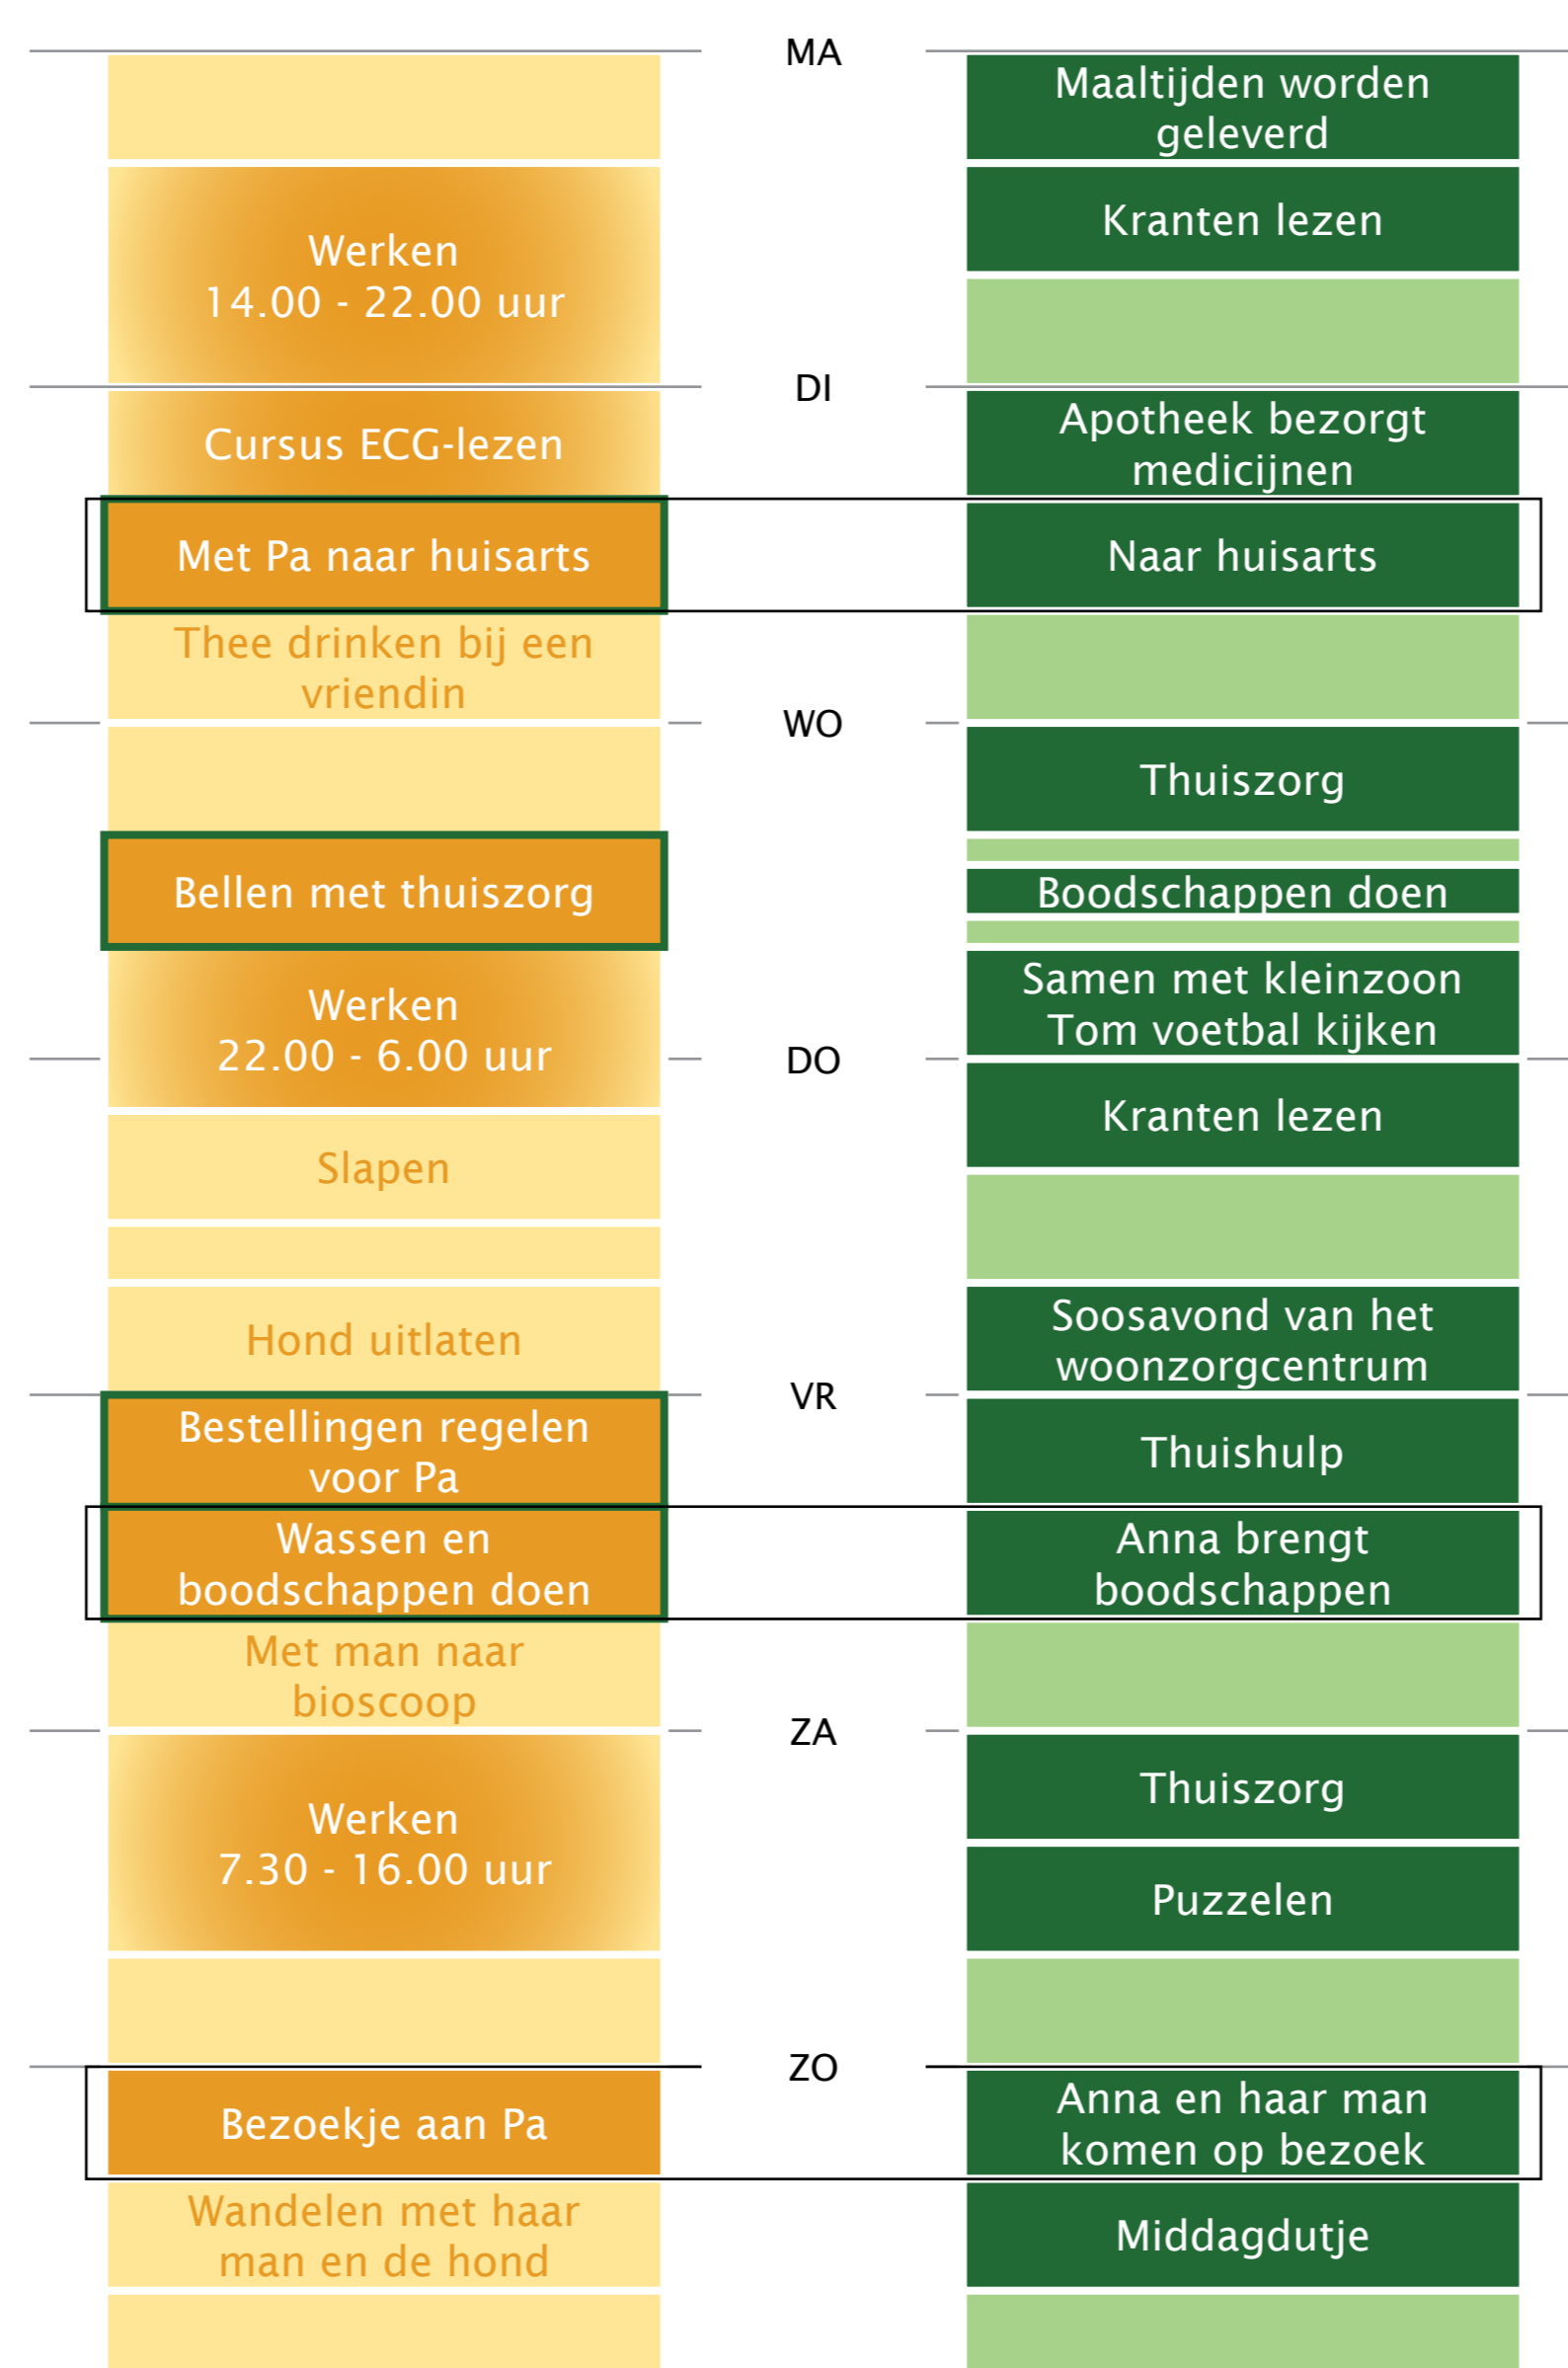 MA
Maaltijden worden
geleverd
Werken
14.00 - 22.00 uur
Kranten lezen
DI
Cursus ECG-lezen
Apotheek bezorgt
medicijnen
Met Pa naar huisarts
Naar huisarts
Thee drinken bij een
vriendin
WO
Thuiszorg
Bellen met thuiszorg
Boodschappen doen
Werken
22.00 - 6.00 uur
Samen met kleinzoon
Tom voetbal kijken
DO
Kranten lezen
Slapen
Hond uitlaten
Soosavond van het
woonzorgcentrum
VR
Bestellingen regelen
voor Pa
Thuishulp
Wassen en
boodschappen doen
Anna brengt
boodschappen
Met man naar
bioscoop
ZA
Werken
7.30 - 16.00 uur
Thuiszorg
Puzzelen
ZO
Bezoekje aan Pa
Anna en haar man
komen op bezoek
Wandelen met haar
man en de hond
Middagdutje